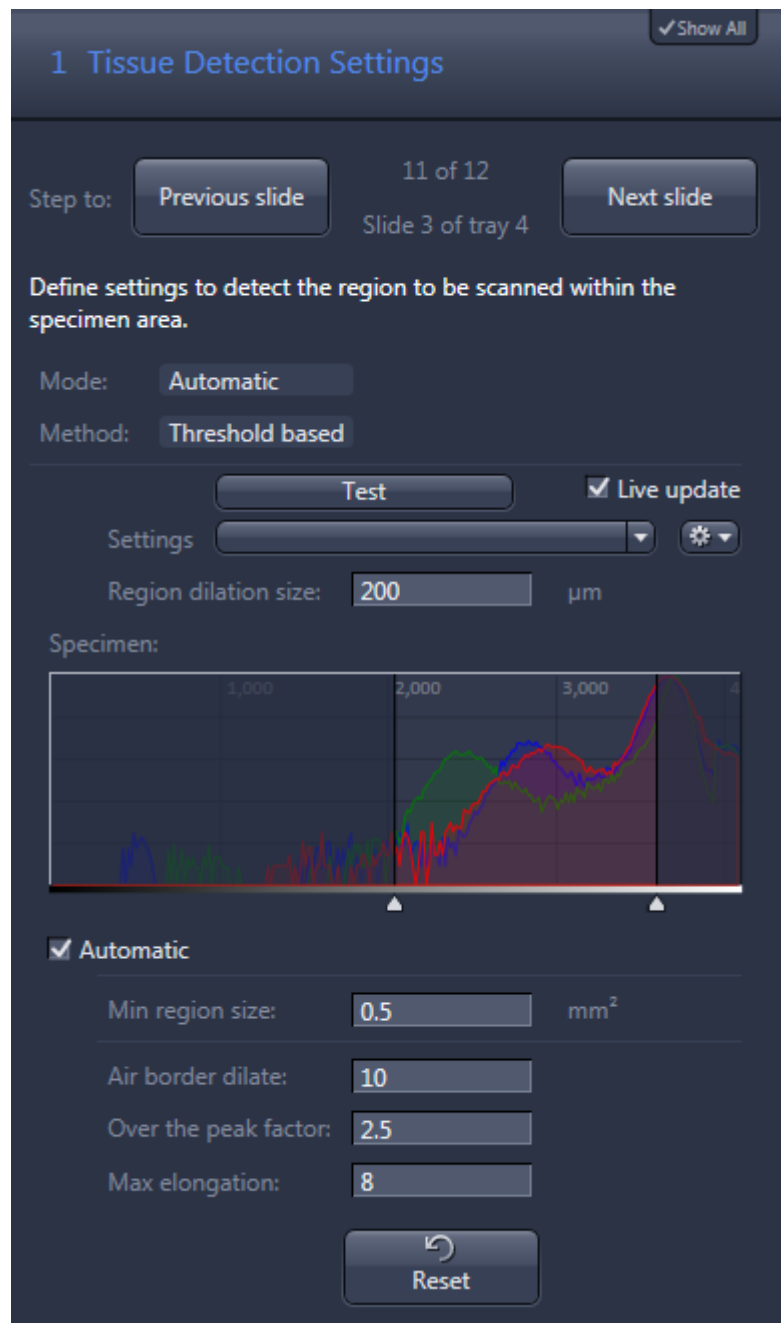 ✓Show All
1 Tissue Detection Settings
Step to: Previous slide 11 of 12 Next slide
Slide 3 of tray 4
Define settings to detect the region to be scanned within the
specimen area.
Mode: Automatic
Method: Threshold based
Test Live update
Settings
Region dilation size: 200 µm
Specimen:
1,000 2,000 3,000 4
Automatic
Min region size: 0.5 mm²
Air border dilate: 10
Over the peak factor: 2.5
Max elongation: 8
Reset